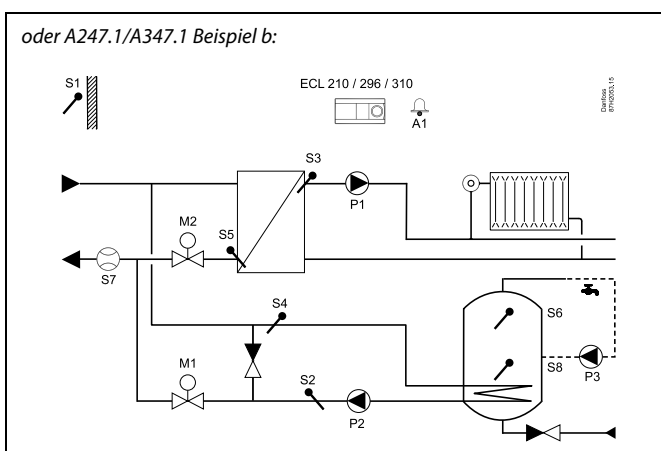 oder A247.1/A347.1 Beispiel b:
S1
ECL 210 / 296 / 310
A1
Danfoss
87H2053.15
S3
P1
M2
S5
S7
S4
S6
M1
S2
P2
S8
P3